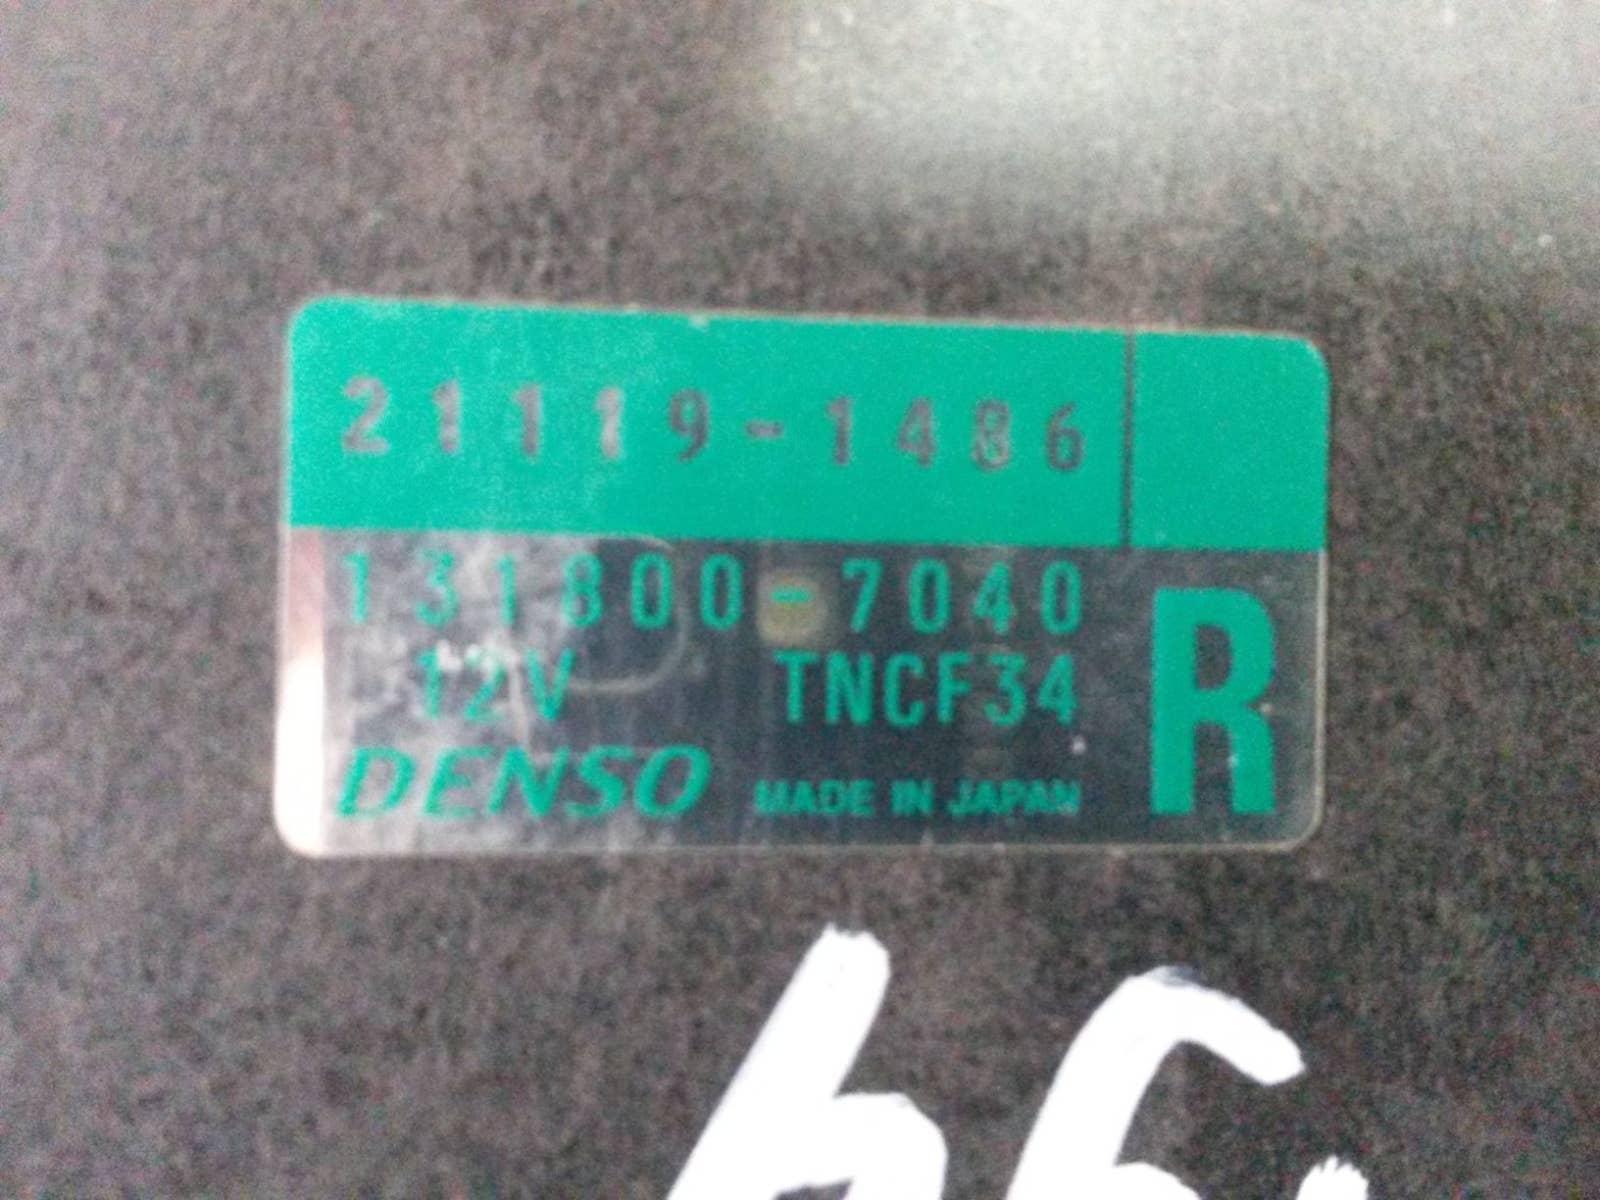 21119-1486
131800-7040
12V TNCF34
DENSO MADE IN JAPAN
R